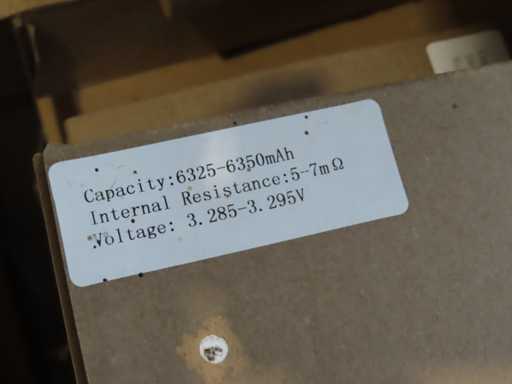 Capacity:6325-6350mAh
Internal Resistance:5-7mΩ
Voltage: 3.285-3.295V